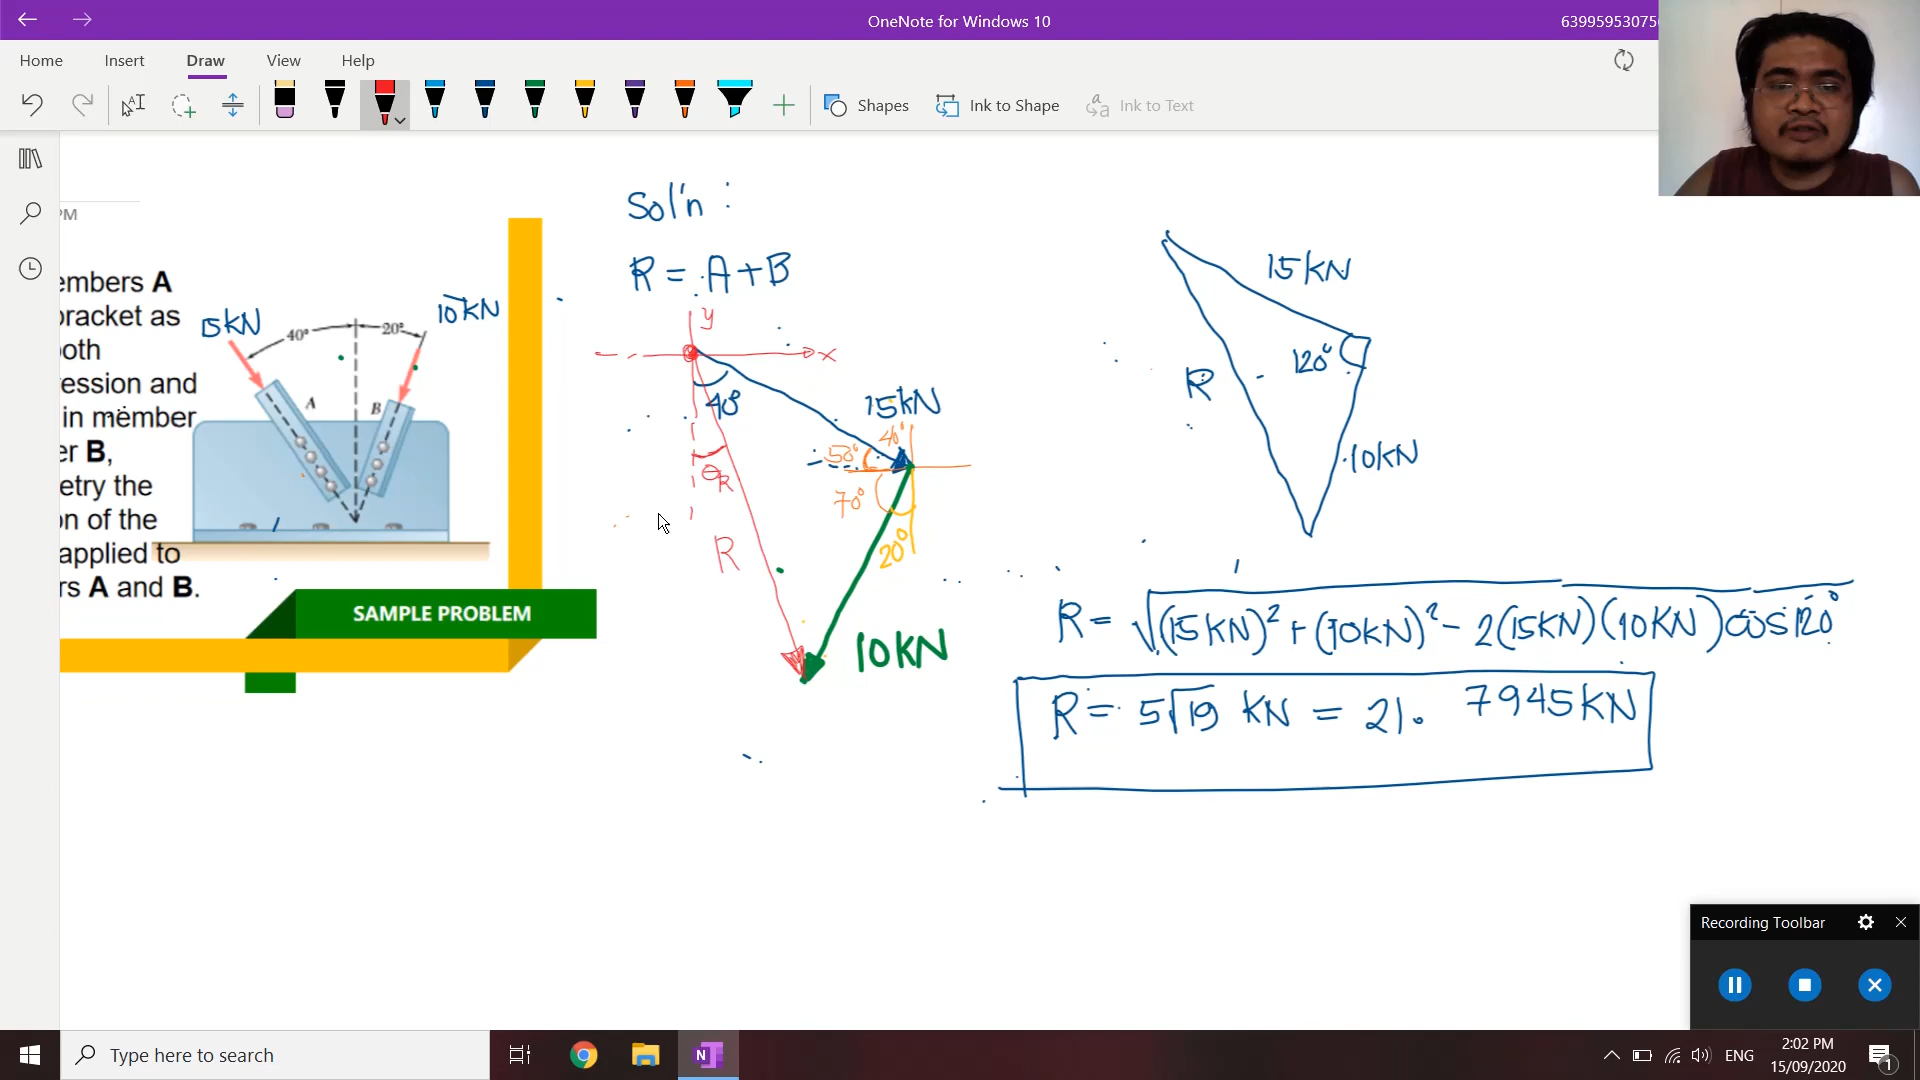 OneNote for Windows 10
63995953075
Home Insert Draw View Help
Shapes Ink to Shape Ink to Text
PM
embers A
bracket as
both
ession and
in member
er B,
etry the
n of the
applied to
rs A and B.
15KN
40°
20°
10KN
A
B
SAMPLE PROBLEM
Sol'n :
R = A+B
y
x
40°
15KN
40°
50°
70°
20°
θR
R
10KN
15KN
120°
R
10KN
R = √(15KN)² + (10KN)² - 2(15KN)(10KN)cos120°
R = 5√19 KN = 21. 7945KN
Recording Toolbar
Type here to search
N
ENG
2:02 PM
15/09/2020
1